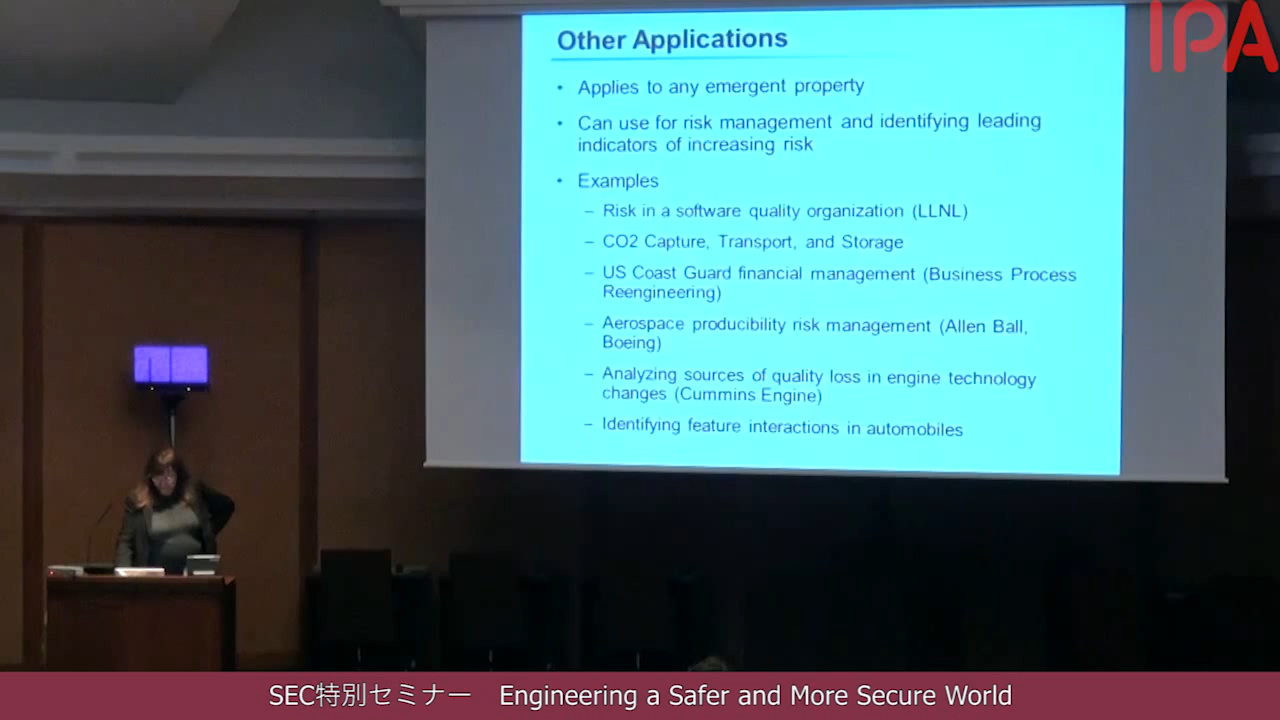 IPA
Other Applications
• Applies to any emergent property
• Can use for risk management and identifying leading
indicators of increasing risk
• Examples
– Risk in a software quality organization (LLNL)
– CO2 Capture, Transport, and Storage
– US Coast Guard financial management (Business Process
Reengineering)
– Aerospace producibility risk management (Allen Ball,
Boeing)
– Analyzing sources of quality loss in engine technology
changes (Cummins Engine)
– Identifying feature interactions in automobiles
SEC特別セミナー Engineering a Safer and More Secure World